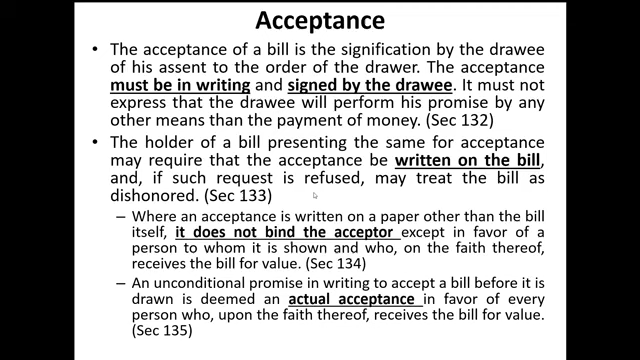 Acceptance
• The acceptance of a bill is the signification by the drawee
of his assent to the order of the drawer. The acceptance
must be in writing and signed by the drawee. It must not
express that the drawee will perform his promise by any
other means than the payment of money. (Sec 132)
• The holder of a bill presenting the same for acceptance
may require that the acceptance be written on the bill,
and, if such request is refused, may treat the bill as
dishonored. (Sec 133)
– Where an acceptance is written on a paper other than the bill
itself, it does not bind the acceptor except in favor of a
person to whom it is shown and who, on the faith thereof,
receives the bill for value. (Sec 134)
– An unconditional promise in writing to accept a bill before it is
drawn is deemed an actual acceptance in favor of every
person who, upon the faith thereof, receives the bill for value.
(Sec 135)